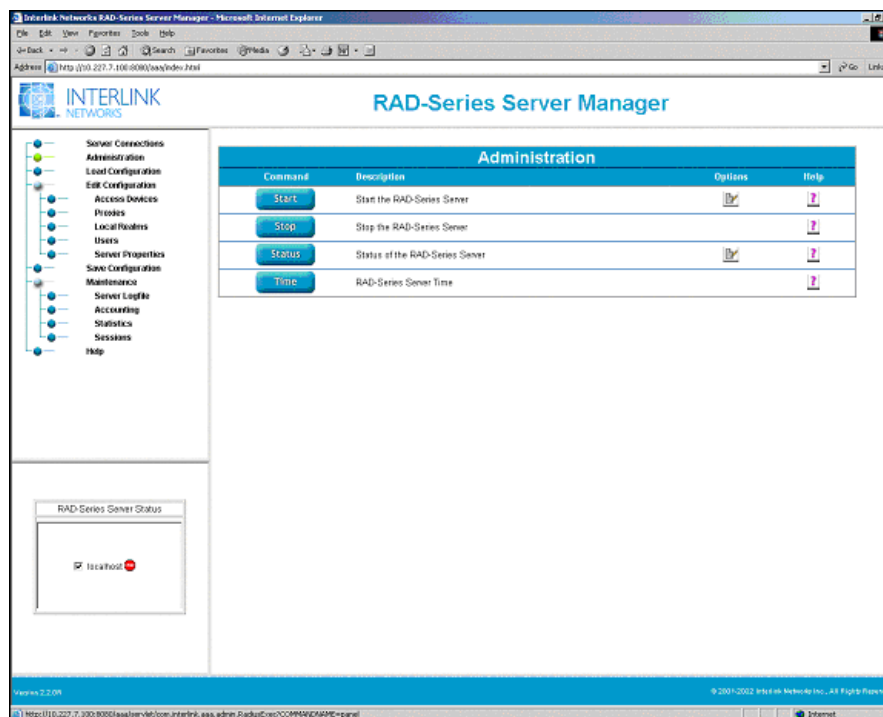 Interlink Networks RAD-Series Server Manager - Microsoft Internet Explorer
File Edit View Favorites Tools Help
Back Search Favorites Media
Address http://10.227.7.100:8080/aaa/index.html Go Links
INTERLINK
NETWORKS
RAD-Series Server Manager
Server Connections
Administration
Load Configuration
Edit Configuration
Access Devices
Proxies
Local Realms
Users
Server Properties
Save Configuration
Maintenance
Server Logfile
Accounting
Statistics
Sessions
Help
Administration
Command Description Options Help
Start Start the RAD-Series Server ?
Stop Stop the RAD-Series Server ?
Status Status of the RAD-Series Server ?
Time RAD-Series Server Time ?
RAD-Series Server Status
localhost
Version 2.2.0R © 2001-2002 Interlink Networks Inc., All Rights
http://10.227.7.100:8080/aaa/servlet/com.interlink.aaa.admin.RadiusExec?COMMANDNAME=panel Internet